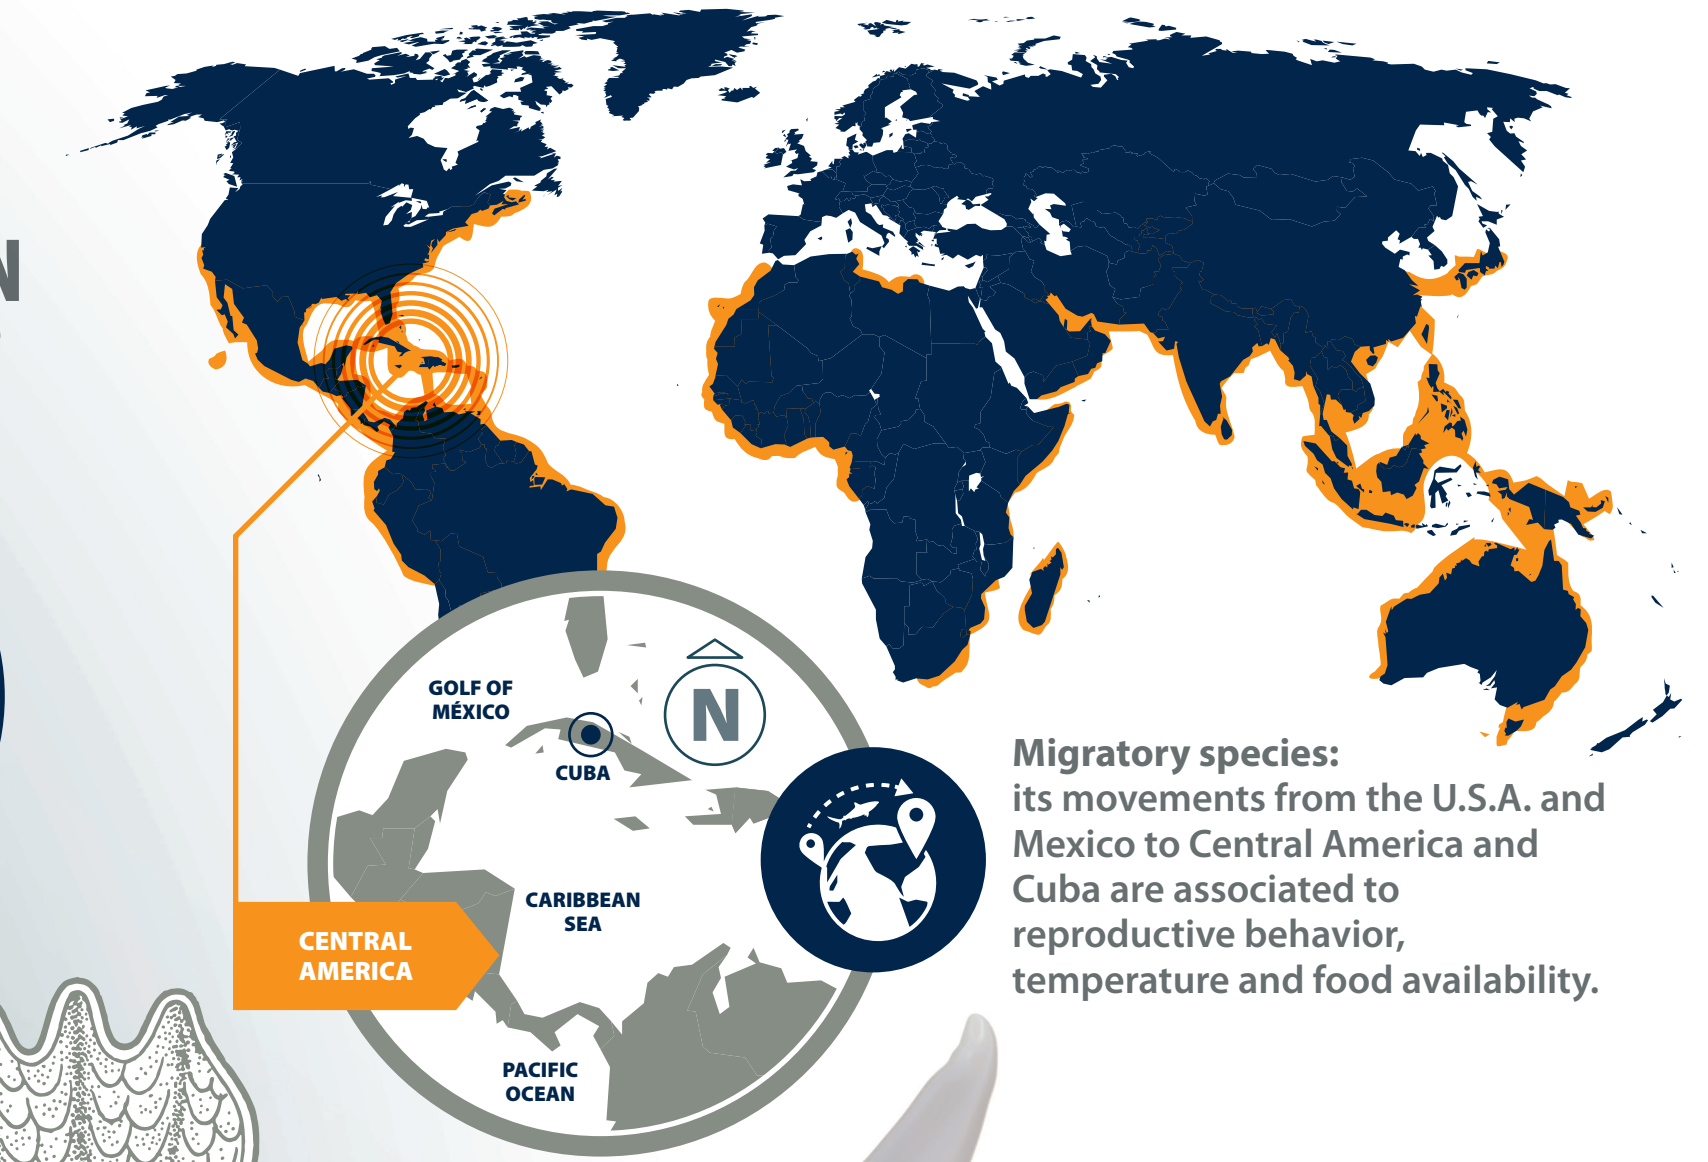 N
GOLF OF
MÉXICO
N
CUBA
CARIBBEAN
SEA
CENTRAL
AMERICA
PACIFIC
OCEAN
Migratory species:
its movements from the U.S.A. and
Mexico to Central America and
Cuba are associated to
reproductive behavior,
temperature and food availability.